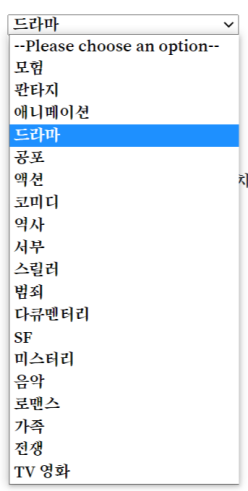 드라마
--Please choose an option--
모험
판타지
애니메이션
드라마
공포
액션
코미디
역사
서부
스릴러
범죄
다큐멘터리
SF
미스터리
음악
로맨스
가족
전쟁
TV 영화